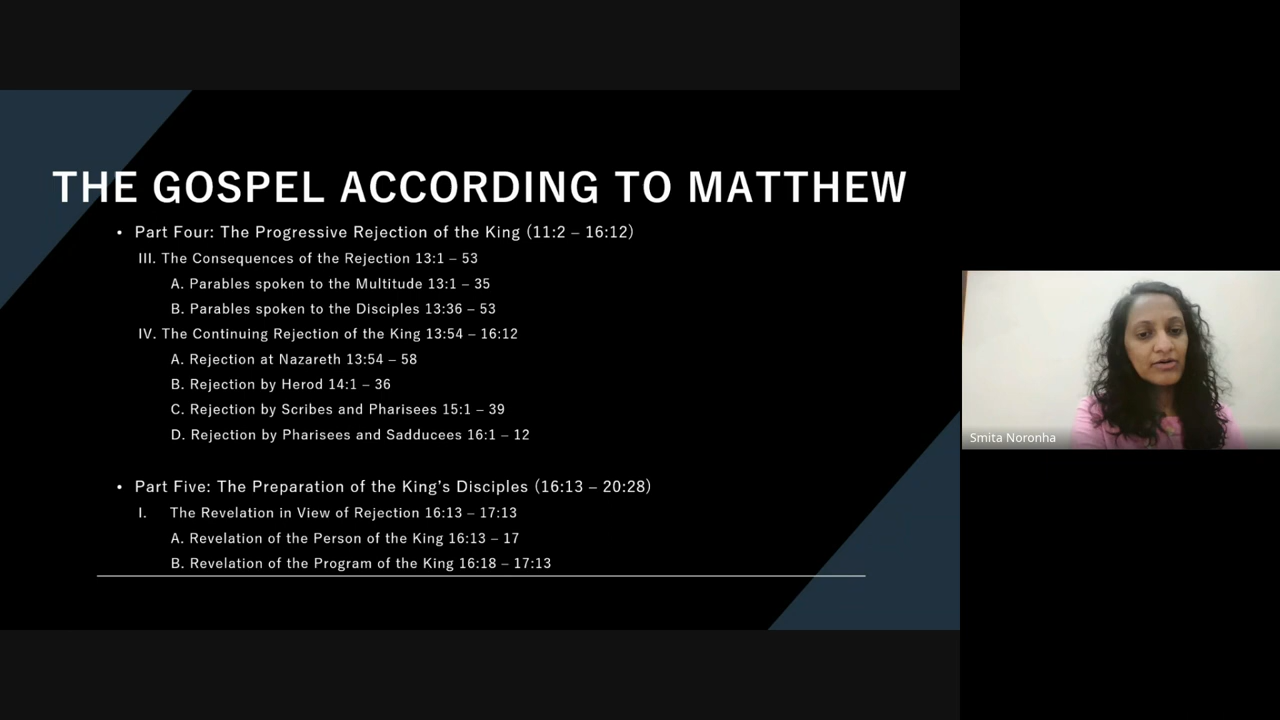 THE GOSPEL ACCORDING TO MATTHEW
• Part Four: The Progressive Rejection of the King (11:2 – 16:12)
III. The Consequences of the Rejection 13:1 – 53
A. Parables spoken to the Multitude 13:1 – 35
B. Parables spoken to the Disciples 13:36 – 53
IV. The Continuing Rejection of the King 13:54 – 16:12
A. Rejection at Nazareth 13:54 – 58
B. Rejection by Herod 14:1 – 36
C. Rejection by Scribes and Pharisees 15:1 – 39
D. Rejection by Pharisees and Sadducees 16:1 – 12
• Part Five: The Preparation of the King’s Disciples (16:13 – 20:28)
I. The Revelation in View of Rejection 16:13 – 17:13
A. Revelation of the Person of the King 16:13 – 17
B. Revelation of the Program of the King 16:18 – 17:13
Smita Noronha